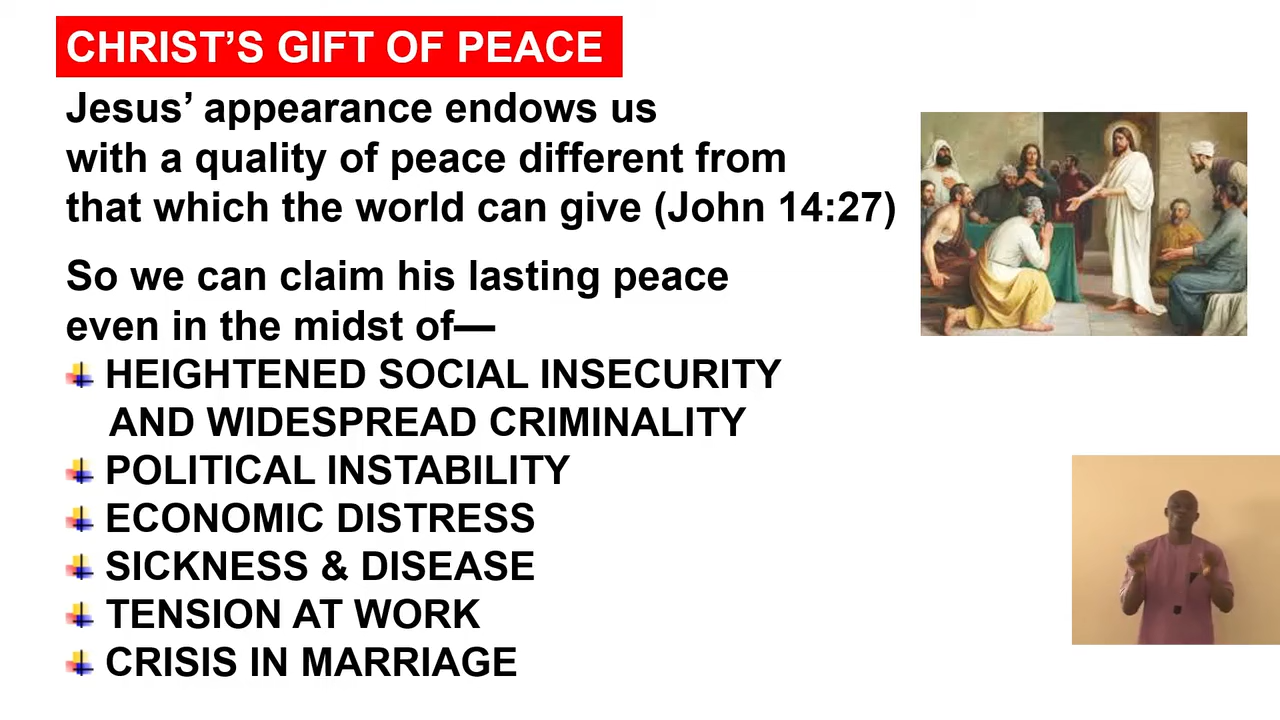 CHRIST’S GIFT OF PEACE
Jesus’ appearance endows us
with a quality of peace different from
that which the world can give (John 14:27)
So we can claim his lasting peace
even in the midst of—
HEIGHTENED SOCIAL INSECURITY
AND WIDESPREAD CRIMINALITY
POLITICAL INSTABILITY
ECONOMIC DISTRESS
SICKNESS & DISEASE
TENSION AT WORK
CRISIS IN MARRIAGE